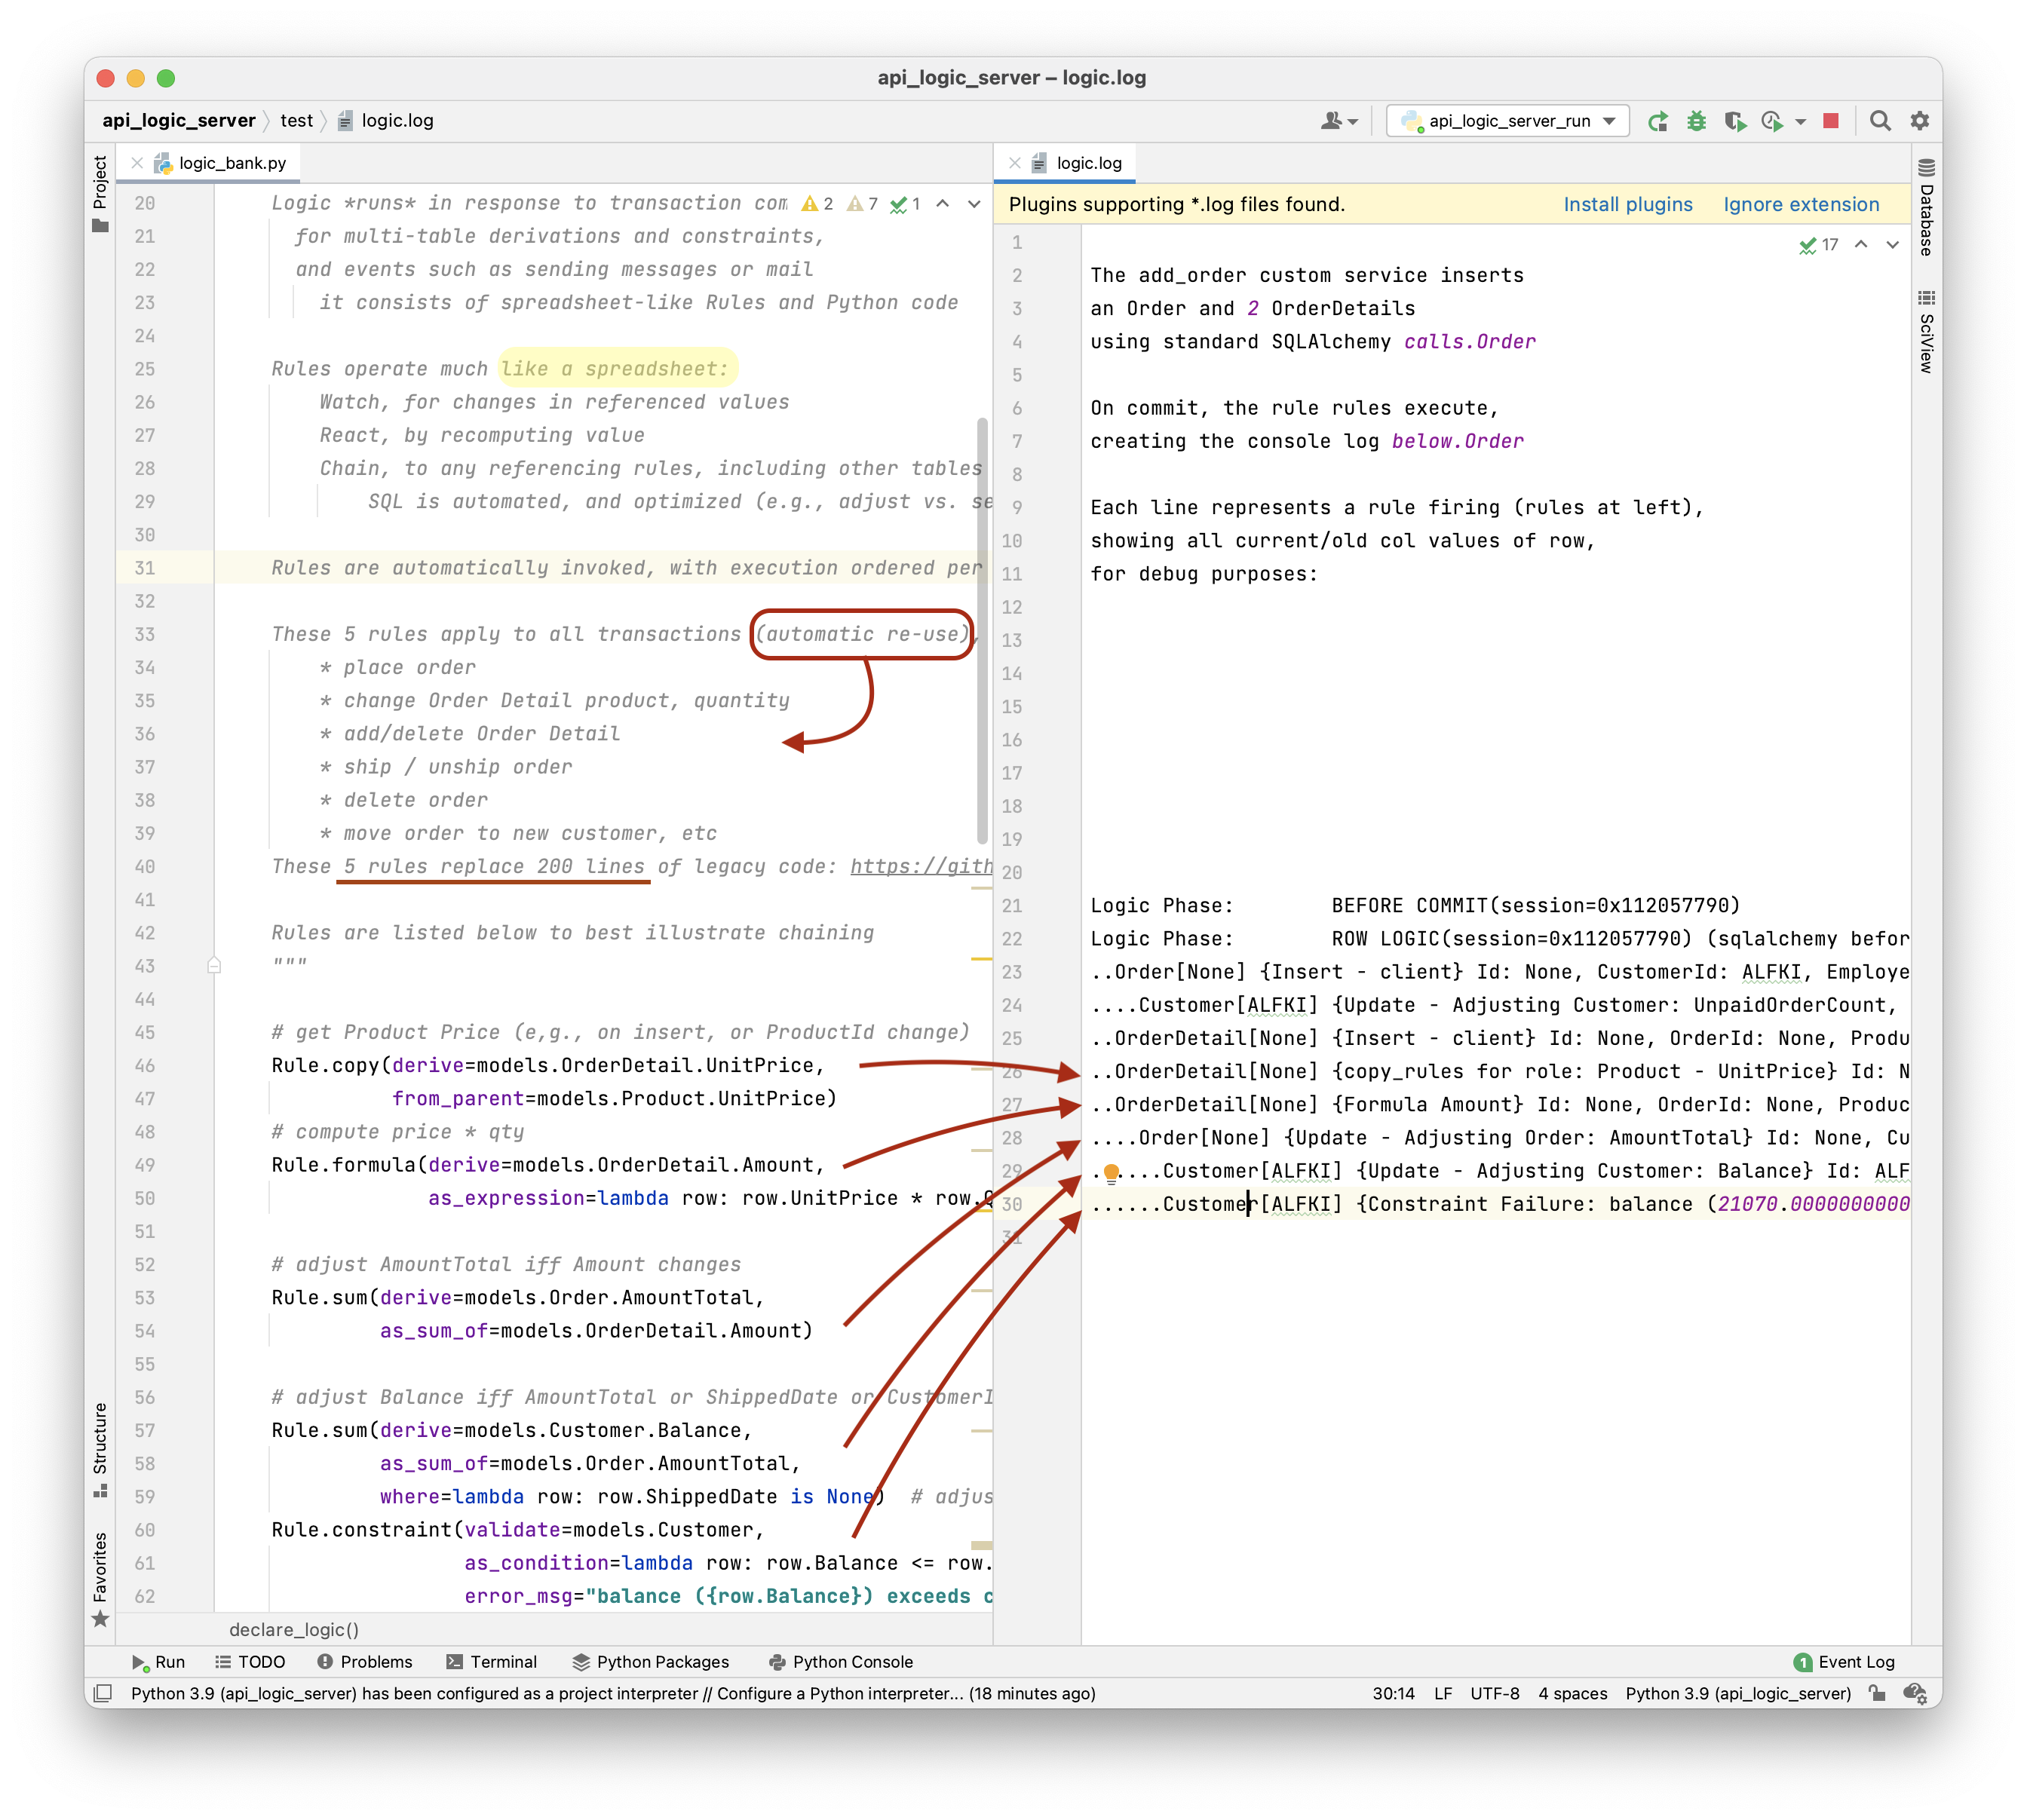 api_logic_server – logic.log
api_logic_server
test
logic.log
api_logic_server_run
Project
logic_bank.py
logic.log
2
7
1
Plugins supporting *.log files found.
Install plugins
Ignore extension
17
Database
SciView
20 Logic *runs* in response to transaction com
21 for multi-table derivations and constraints,
22 and events such as sending messages or mail
23 it consists of spreadsheet-like Rules and Python code
24
25 Rules operate much like a spreadsheet:
26 Watch, for changes in referenced values
27 React, by recomputing value
28 Chain, to any referencing rules, including other tables
29 SQL is automated, and optimized (e.g., adjust vs. se
30
31 Rules are automatically invoked, with execution ordered per
32
33 These 5 rules apply to all transactions (automatic re-use),
34 * place order
35 * change Order Detail product, quantity
36 * add/delete Order Detail
37 * ship / unship order
38 * delete order
39 * move order to new customer, etc
40 These 5 rules replace 200 lines of legacy code: https://gith
41
42 Rules are listed below to best illustrate chaining
43 """
44
45 # get Product Price (e,g., on insert, or ProductId change)
46 Rule.copy(derive=models.OrderDetail.UnitPrice,
47 from_parent=models.Product.UnitPrice)
48 # compute price * qty
49 Rule.formula(derive=models.OrderDetail.Amount,
50 as_expression=lambda row: row.UnitPrice * row.Q
51
52 # adjust AmountTotal iff Amount changes
53 Rule.sum(derive=models.Order.AmountTotal,
54 as_sum_of=models.OrderDetail.Amount)
55
56 # adjust Balance iff AmountTotal or ShippedDate or CustomerI
57 Rule.sum(derive=models.Customer.Balance,
58 as_sum_of=models.Order.AmountTotal,
59 where=lambda row: row.ShippedDate is None) # adjus
60 Rule.constraint(validate=models.Customer,
61 as_condition=lambda row: row.Balance <= row.
62 error_msg="balance ({row.Balance}) exceeds c
declare_logic()
1
2 The add_order custom service inserts
3 an Order and 2 OrderDetails
4 using standard SQLAlchemy calls.Order
5
6 On commit, the rule rules execute,
7 creating the console log below.Order
8
9 Each line represents a rule firing (rules at left),
10 showing all current/old col values of row,
11 for debug purposes:
12
13
14
15
16
17
18
19
20
21 Logic Phase: BEFORE COMMIT(session=0x112057790)
22 Logic Phase: ROW LOGIC(session=0x112057790) (sqlalchemy befor
23 ..Order[None] {Insert - client} Id: None, CustomerId: ALFKI, Employe
24 ....Customer[ALFKI] {Update - Adjusting Customer: UnpaidOrderCount,
25 ..OrderDetail[None] {Insert - client} Id: None, OrderId: None, Produ
26 ..OrderDetail[None] {copy_rules for role: Product - UnitPrice} Id: N
27 ..OrderDetail[None] {Formula Amount} Id: None, OrderId: None, Produc
28 ....Order[None] {Update - Adjusting Order: AmountTotal} Id: None, Cu
29 ......Customer[ALFKI] {Update - Adjusting Customer: Balance} Id: ALF
30 ......Customer[ALFKI] {Constraint Failure: balance (21070.0000000000
31
Structure
Favorites
Run
TODO
Problems
Terminal
Python Packages
Python Console
1 Event Log
Python 3.9 (api_logic_server) has been configured as a project interpreter // Configure a Python interpreter... (18 minutes ago)
30:14
LF
UTF-8
4 spaces
Python 3.9 (api_logic_server)